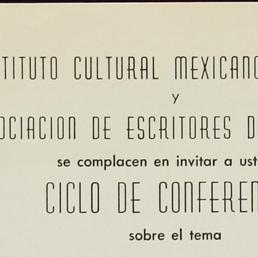 TITUTO CULTURAL MEXICANO
y
OCIACION DE ESCRITORES D
se complacen en invitar a ust
CICLO DE CONFEREN
sobre el tema